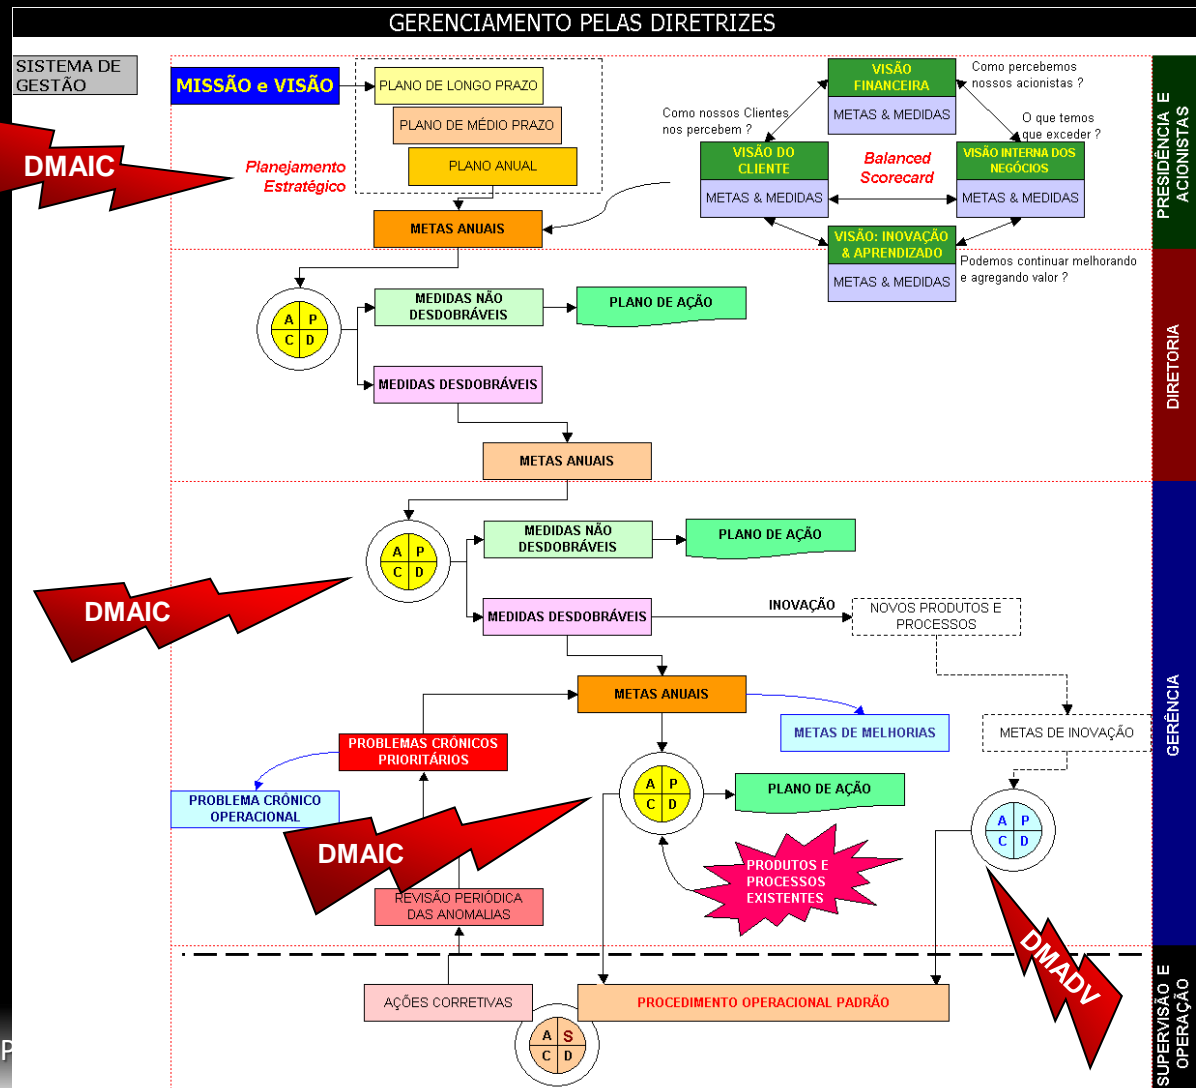 GERENCIAMENTO PELAS DIRETRIZES
SISTEMA DE
GESTÃO
MISSÃO e VISÃO
PLANO DE LONGO PRAZO
PLANO DE MÉDIO PRAZO
PLANO ANUAL
Planejamento
Estratégico
DMAIC
METAS ANUAIS
VISÃO
FINANCEIRA
METAS & MEDIDAS
Como percebemos
nossos acionistas ?
Como nossos Clientes
nos percebem ?
O que temos
que exceder ?
VISÃO DO
CLIENTE
METAS & MEDIDAS
Balanced
Scorecard
VISÃO INTERNA DOS
NEGÓCIOS
METAS & MEDIDAS
VISÃO: INOVAÇÃO
& APRENDIZADO
METAS & MEDIDAS
Podemos continuar melhorando
e agregando valor ?
PRESIDÊNCIA E
ACIONISTAS
A P
C D
MEDIDAS NÃO
DESDOBRÁVEIS
PLANO DE AÇÃO
MEDIDAS DESDOBRÁVEIS
METAS ANUAIS
DIRETORIA
A P
C D
MEDIDAS NÃO
DESDOBRÁVEIS
PLANO DE AÇÃO
DMAIC
MEDIDAS DESDOBRÁVEIS
INOVAÇÃO
NOVOS PRODUTOS E
PROCESSOS
METAS ANUAIS
METAS DE MELHORIAS
METAS DE INOVAÇÃO
PROBLEMAS CRÔNICOS
PRIORITÁRIOS
PROBLEMA CRÔNICO
OPERACIONAL
A P
C D
PLANO DE AÇÃO
A P
C D
DMAIC
PRODUTOS E
PROCESSOS
EXISTENTES
REVISÃO PERIÓDICA
DAS ANOMALIAS
GERÊNCIA
DMADV
AÇÕES CORRETIVAS
PROCEDIMENTO OPERACIONAL PADRÃO
A S
C D
SUPERVISÃO E
OPERAÇÃO
P